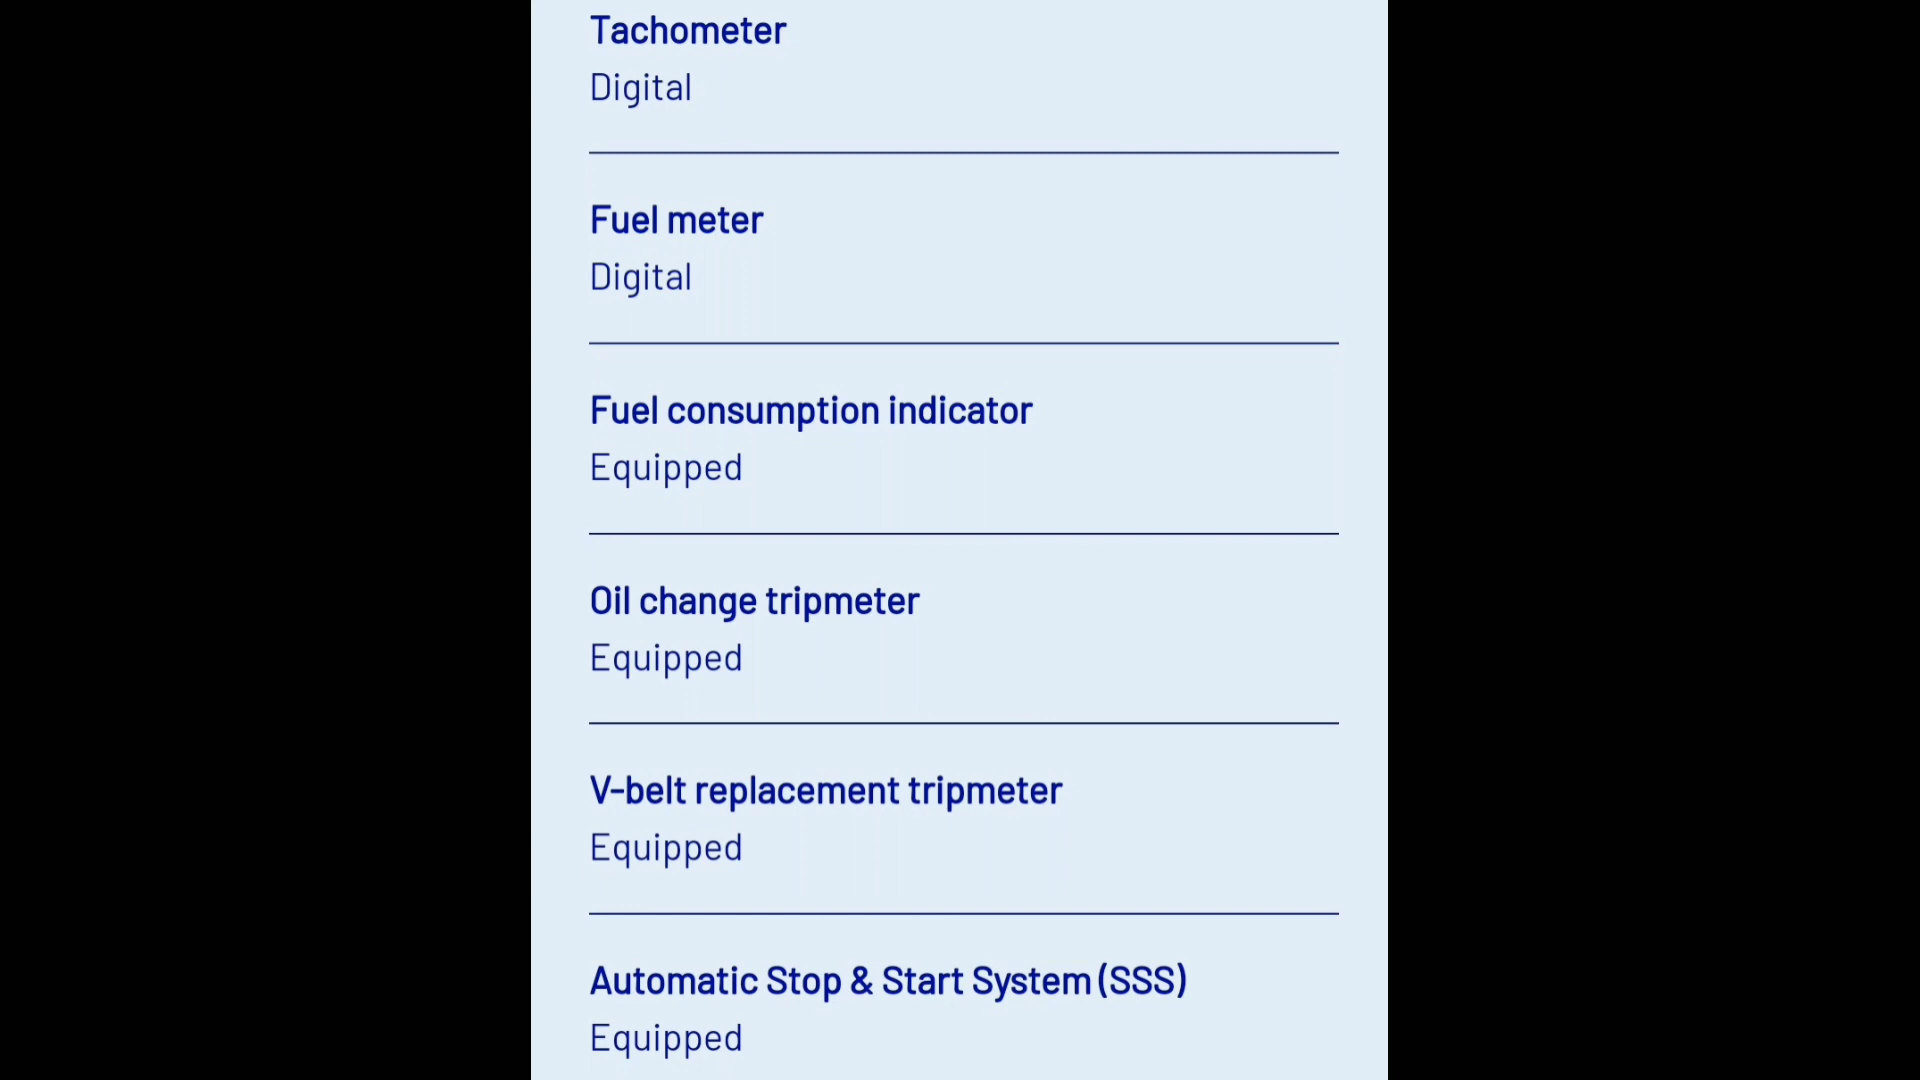 Tachometer
Digital
Fuel meter
Digital
Fuel consumption indicator
Equipped
Oil change tripmeter
Equipped
V-belt replacement tripmeter
Equipped
Automatic Stop & Start System (SSS)
Equipped